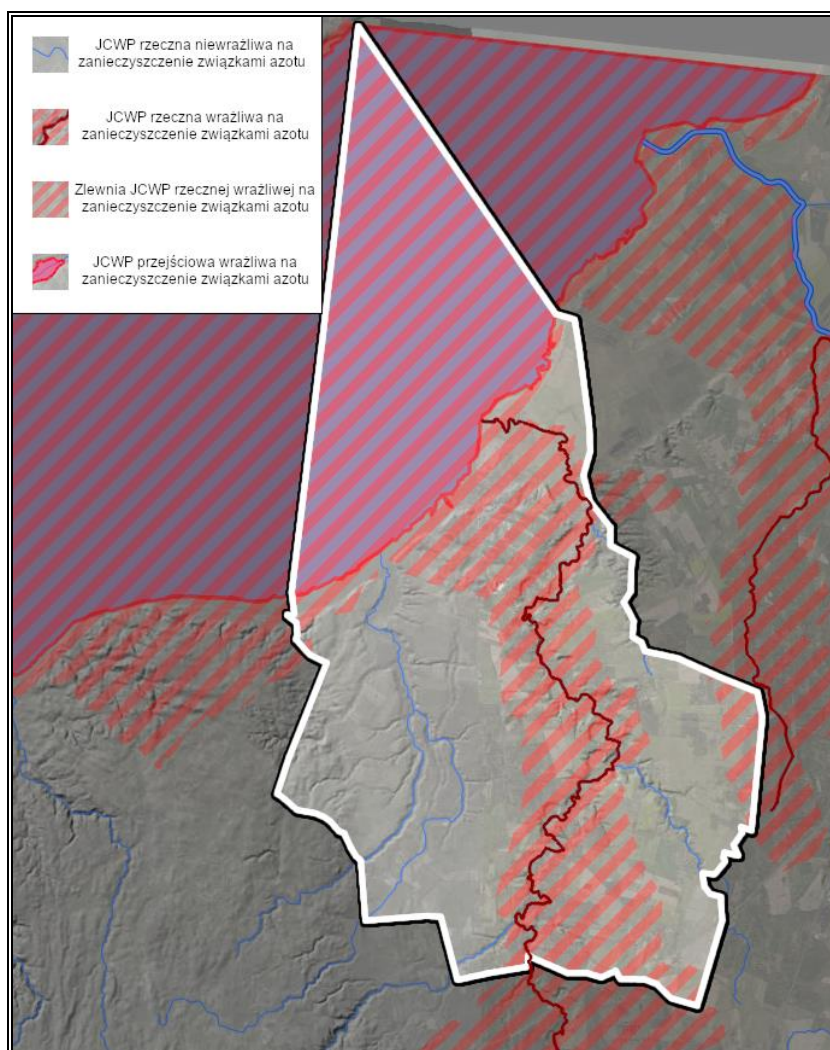 JCWP rzeczna niewrażliwa na
zanieczyszczenie związkami azotu
JCWP rzeczna wrażliwa na
zanieczyszczenie związkami azotu
Zlewnia JCWP rzecznej wrażliwej na
zanieczyszczenie związkami azotu
JCWP przejściowa wrażliwa na
zanieczyszczenie związkami azotu